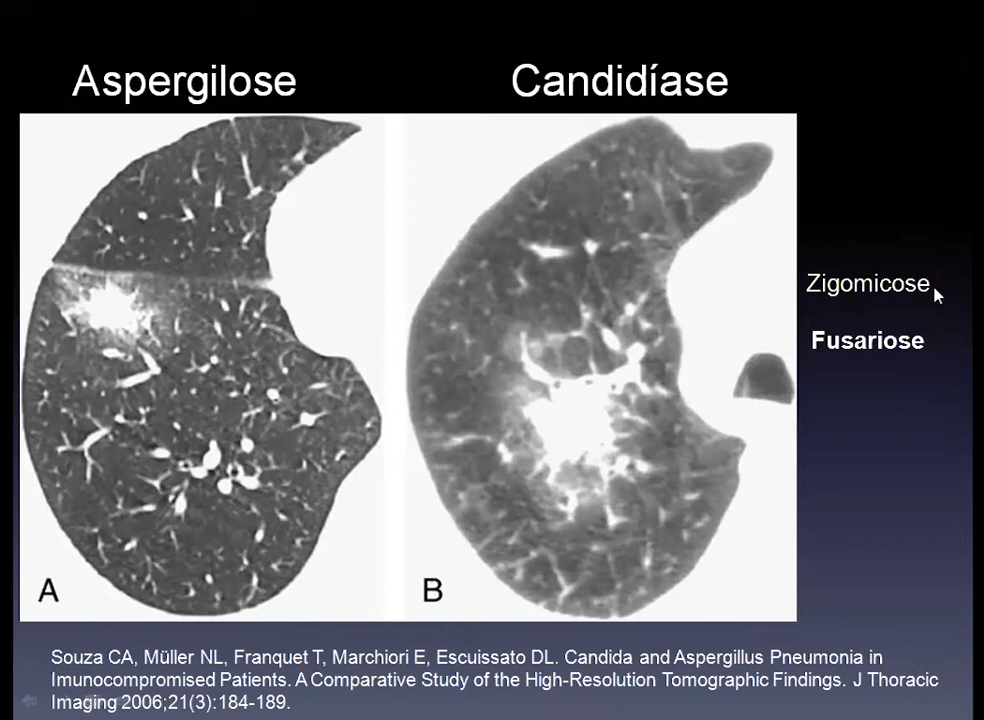 Aspergilose
Candidíase
Zigomicose
Fusariose
A
B
Souza CA, Müller NL, Franquet T, Marchiori E, Escuissato DL. Candida and Aspergillus Pneumonia in
Imunocompromised Patients. A Comparative Study of the High-Resolution Tomographic Findings. J Thoracic
Imaging 2006;21(3):184-189.